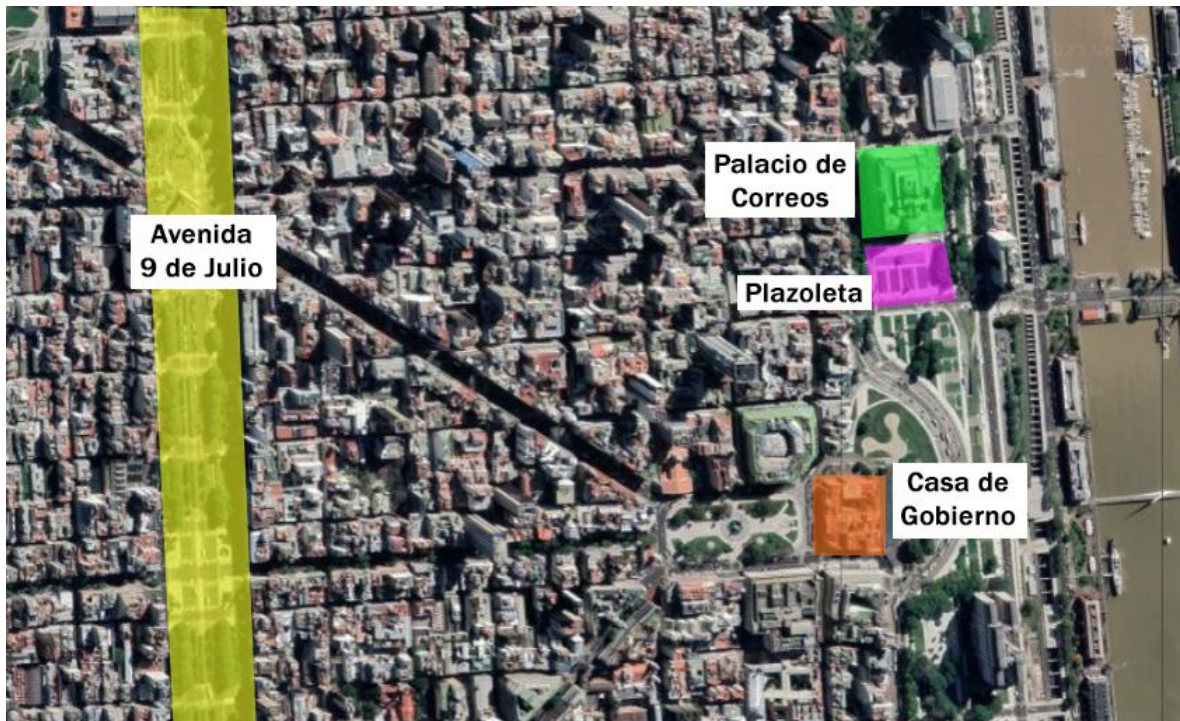 Palacio de
Correos
Avenida
9 de Julio
Plazoleta
Casa de
Gobierno